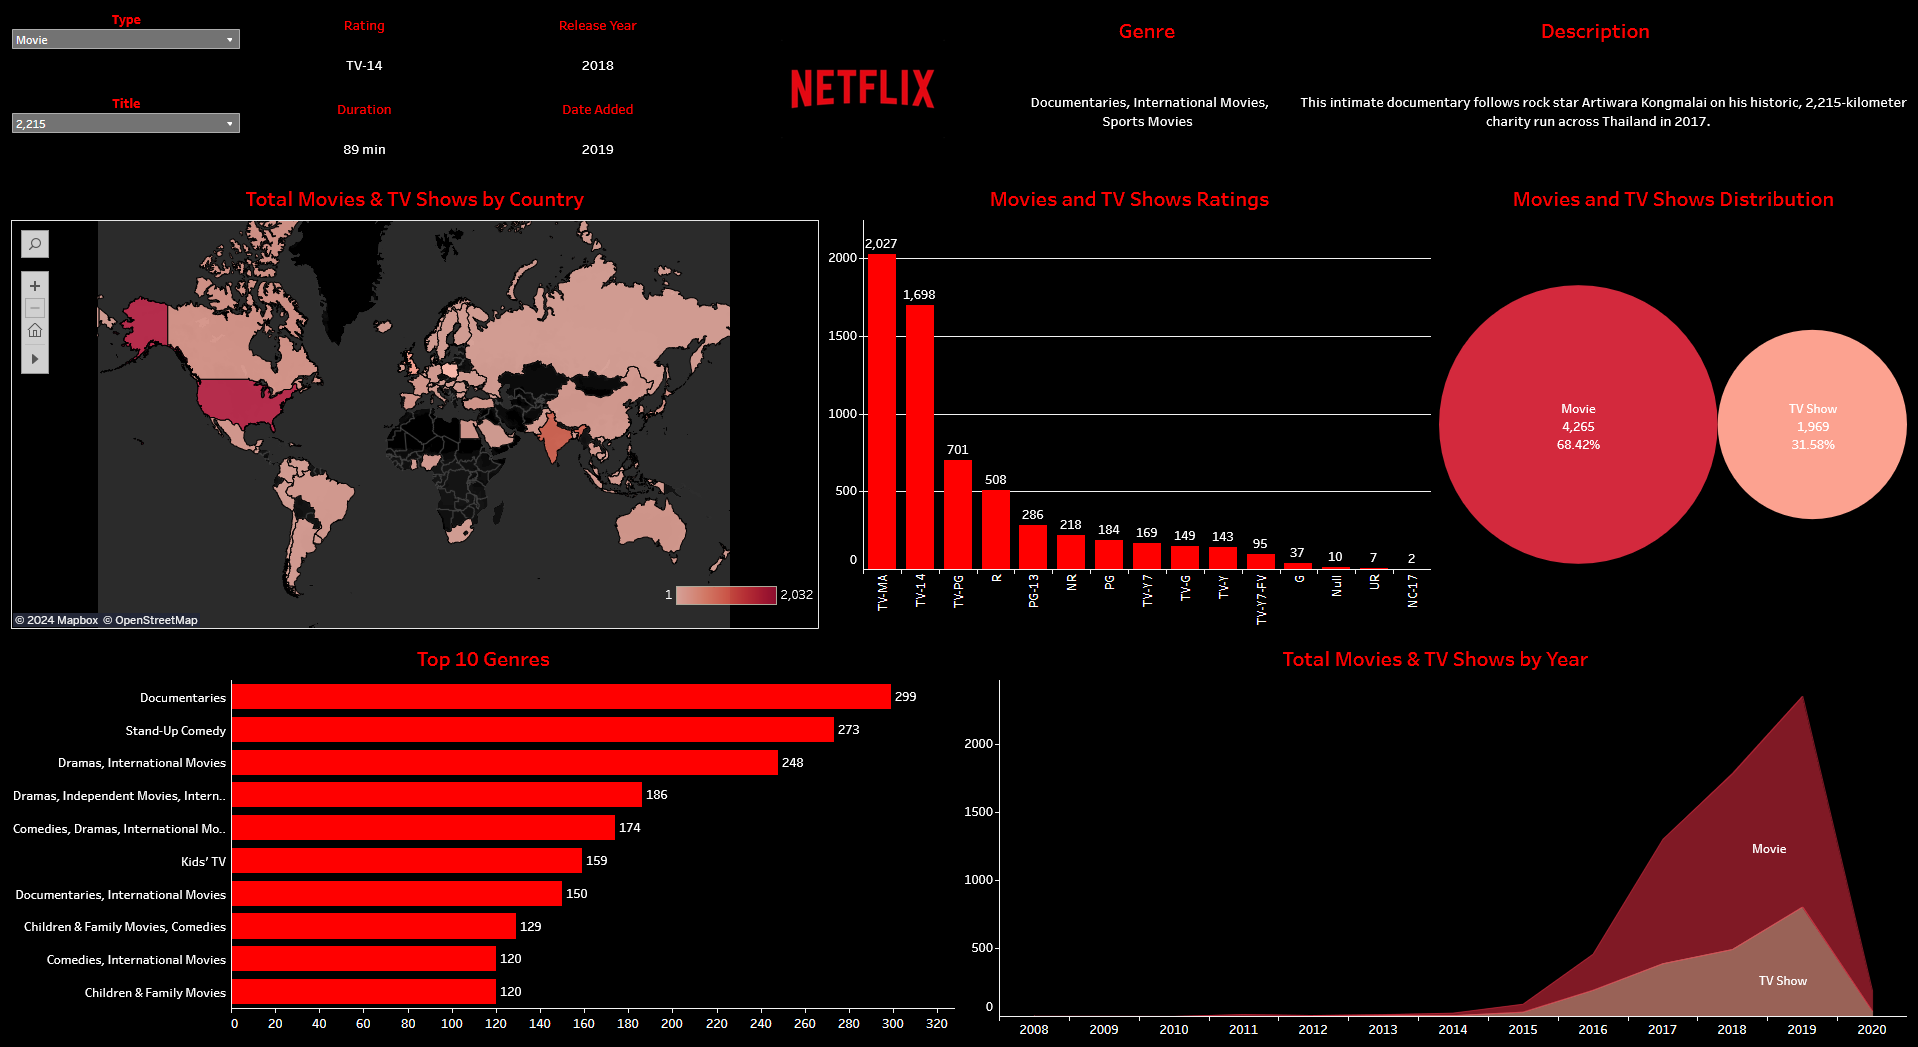 Type
Movie
Title
2,215
Rating
TV-14
Release Year
2018
Duration
89 min
Date Added
2019
NETFLIX
Genre
Documentaries, International Movies,
Sports Movies
Description
This intimate documentary follows rock star Artiwara Kongmalai on his historic, 2,215-kilometer
charity run across Thailand in 2017.
Total Movies & TV Shows by Country
1
2,032
© 2024 Mapbox © OpenStreetMap
Movies and TV Shows Ratings
2000
1500
1000
500
0
2,027
1,698
701
508
286
218
184
169
149
143
95
37
10
7
2
TV-MA
TV-14
TV-PG
R
PG-13
NR
PG
TV-Y7
TV-G
TV-Y
TV-Y7-FV
G
Null
UR
NC-17
Movies and TV Shows Distribution
Movie
4,265
68.42%
TV Show
1,969
31.58%
Top 10 Genres
Documentaries 299
Stand-Up Comedy 273
Dramas, International Movies 248
Dramas, Independent Movies, Intern.. 186
Comedies, Dramas, International Mo.. 174
Kids' TV 159
Documentaries, International Movies 150
Children & Family Movies, Comedies 129
Comedies, International Movies 120
Children & Family Movies 120
0 20 40 60 80 100 120 140 160 180 200 220 240 260 280 300 320
Total Movies & TV Shows by Year
2000
1500
1000
500
0
Movie
TV Show
2008 2009 2010 2011 2012 2013 2014 2015 2016 2017 2018 2019 2020